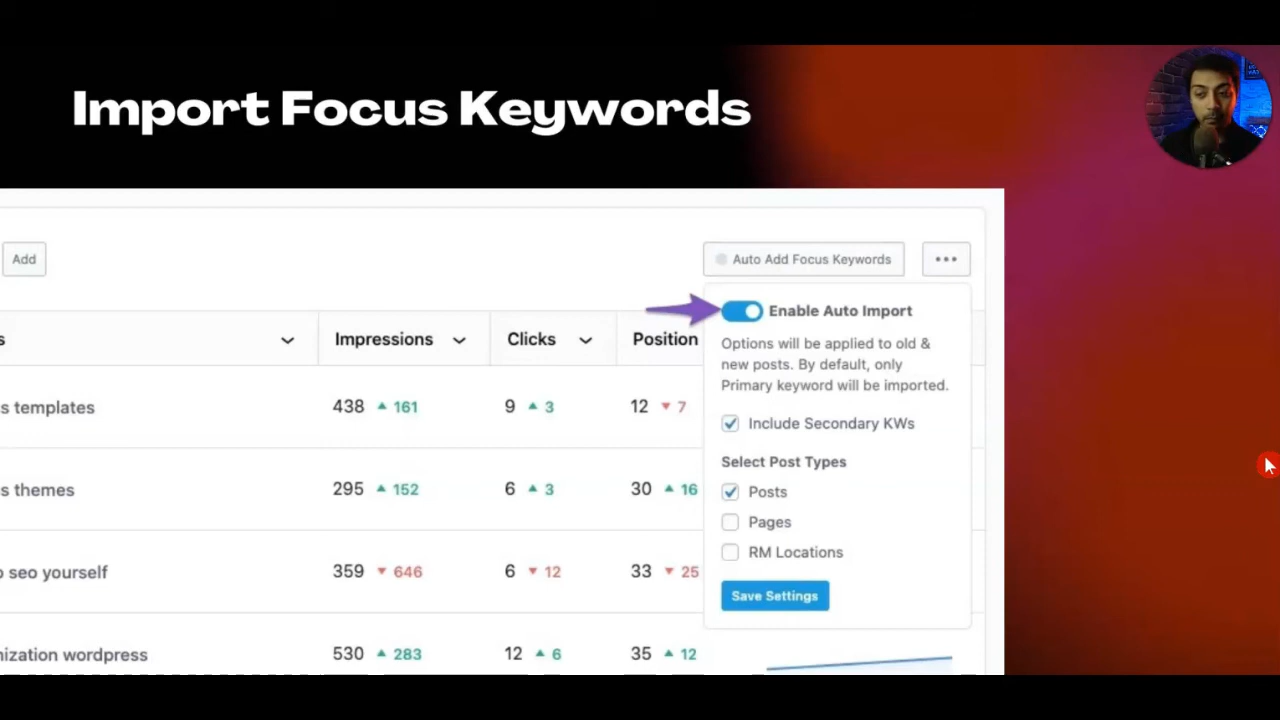 Import Focus Keywords
Add
Auto Add Focus Keywords
Enable Auto Import
Options will be applied to old &
new posts. By default, only
Primary keyword will be imported.
Include Secondary KWs
Select Post Types
Posts
Pages
RM Locations
Save Settings
s Impressions Clicks Position
s templates 438 161 9 3 12 7
s themes 295 152 6 3 30 16
o seo yourself 359 646 6 12 33 25
nization wordpress 530 283 12 6 35 12